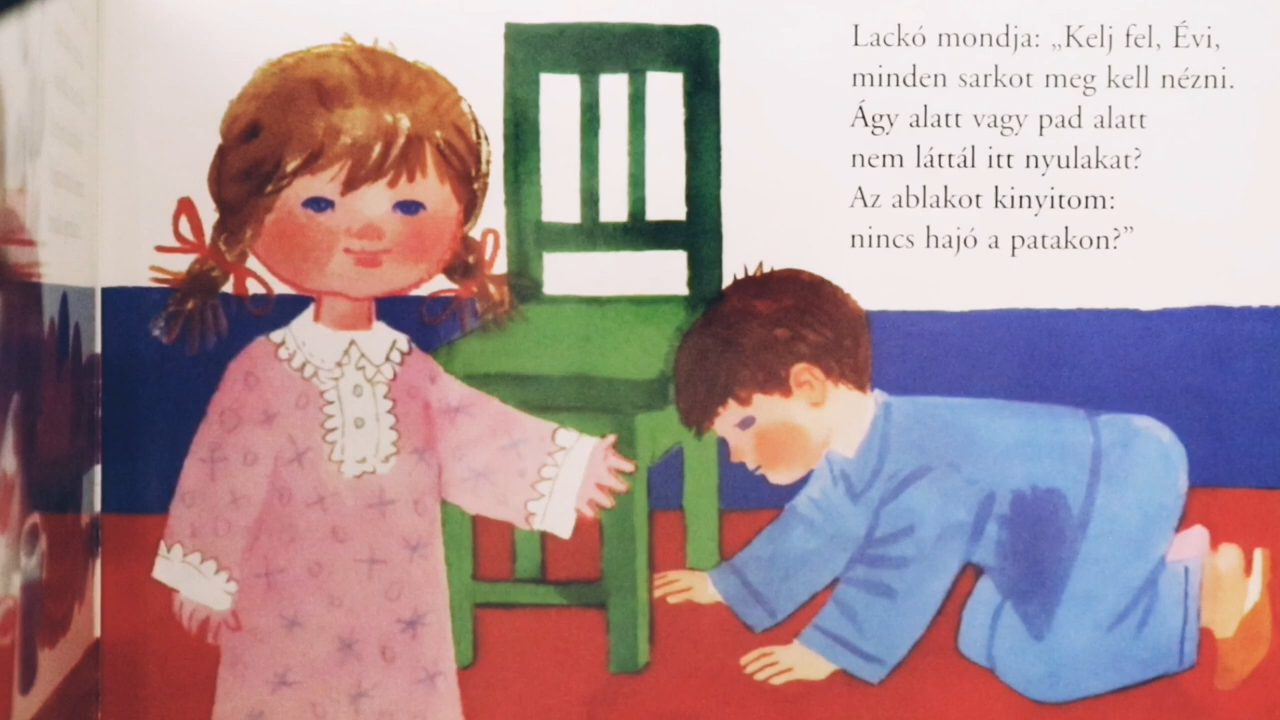 Lackó mondja: „Kelj fel, Évi,
minden sarkot meg kell nézni.
Ágy alatt vagy pad alatt
nem láttál itt nyulakat?
Az ablakot kinyitom:
nincs hajó a patakon?”